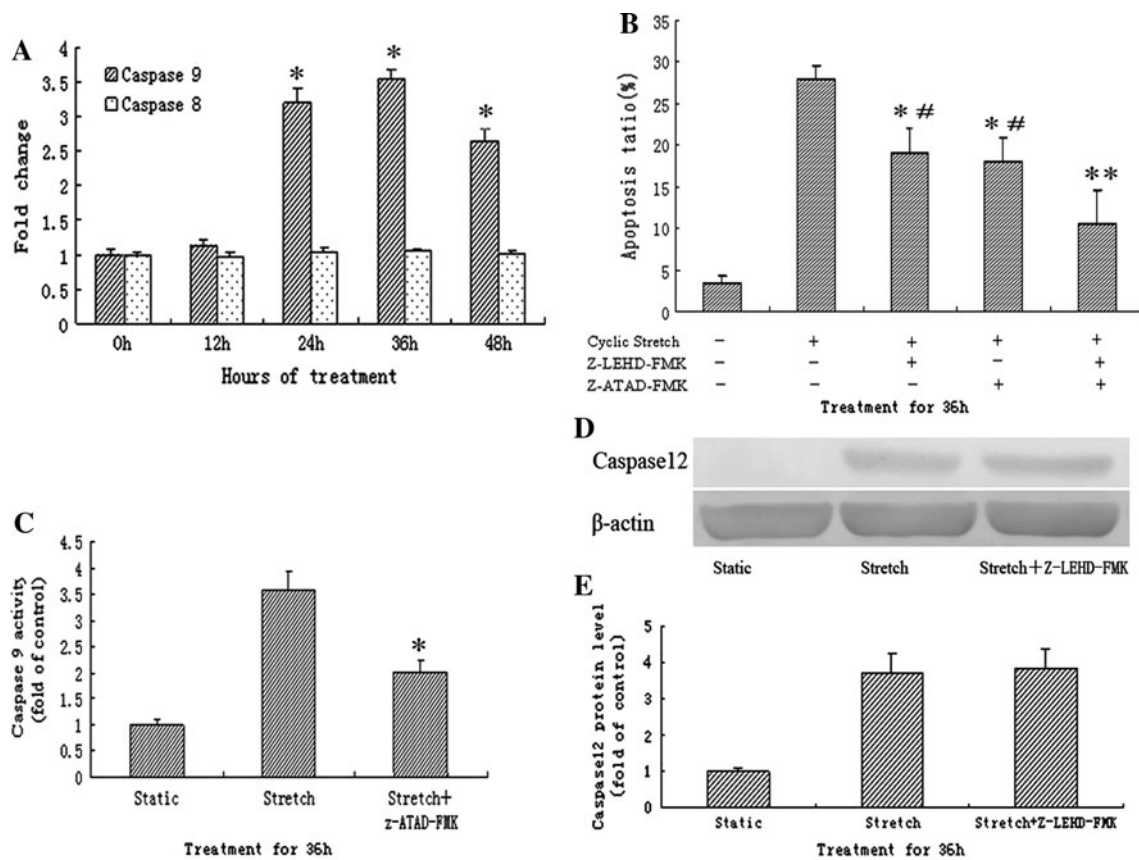 A
Fold change
4
3.5
3
2.5
2
1.5
1
0.5
0
Caspase 9
Caspase 8
*
*
*
0h 12h 24h 36h 48h
Hours of treatment
B
Apoptosis tatio(%)
35
30
25
20
15
10
5
0
* #
* #
**
Cyclic Stretch − + + + +
Z-LEHD-FMK − − + − +
Z-ATAD-FMK − − − + +
Treatment for 36h
C
Caspase 9 activity
(fold of control)
4.5
4
3.5
3
2.5
2
1.5
1
0.5
0
*
Static Stretch Stretch+
z-ATAD-FMK
Treatment for 36h
D
Caspase12
β-actin
Static Stretch Stretch+Z-LEHD-FMK
E
Caspase12 protein level
(fold of control)
5
4
3
2
1
0
Static Stretch Stretch+Z-LEHD-FMK
Treatment for 36h